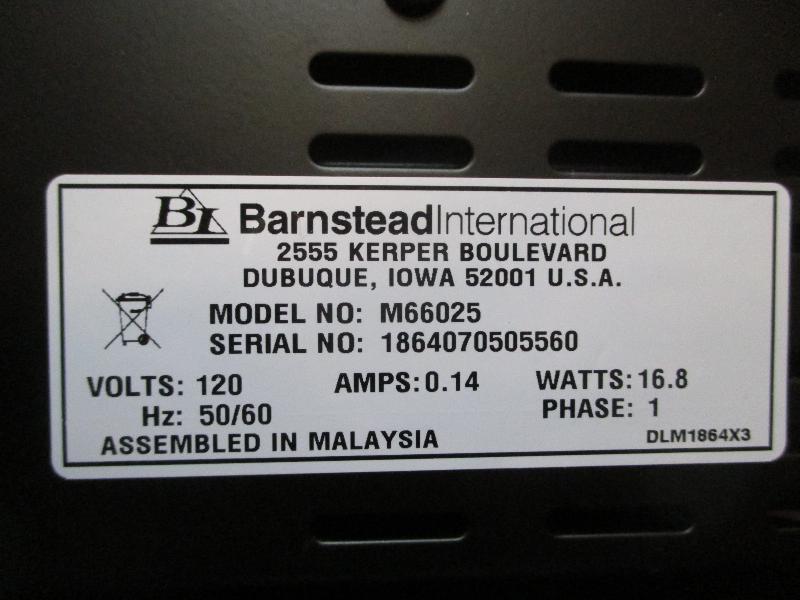 BI BarnsteadInternational
2555 KERPER BOULEVARD
DUBUQUE, IOWA 52001 U.S.A.
MODEL NO: M66025
SERIAL NO: 1864070505560
VOLTS: 120 AMPS: 0.14 WATTS: 16.8
Hz: 50/60 PHASE: 1
ASSEMBLED IN MALAYSIA DLM1864X3